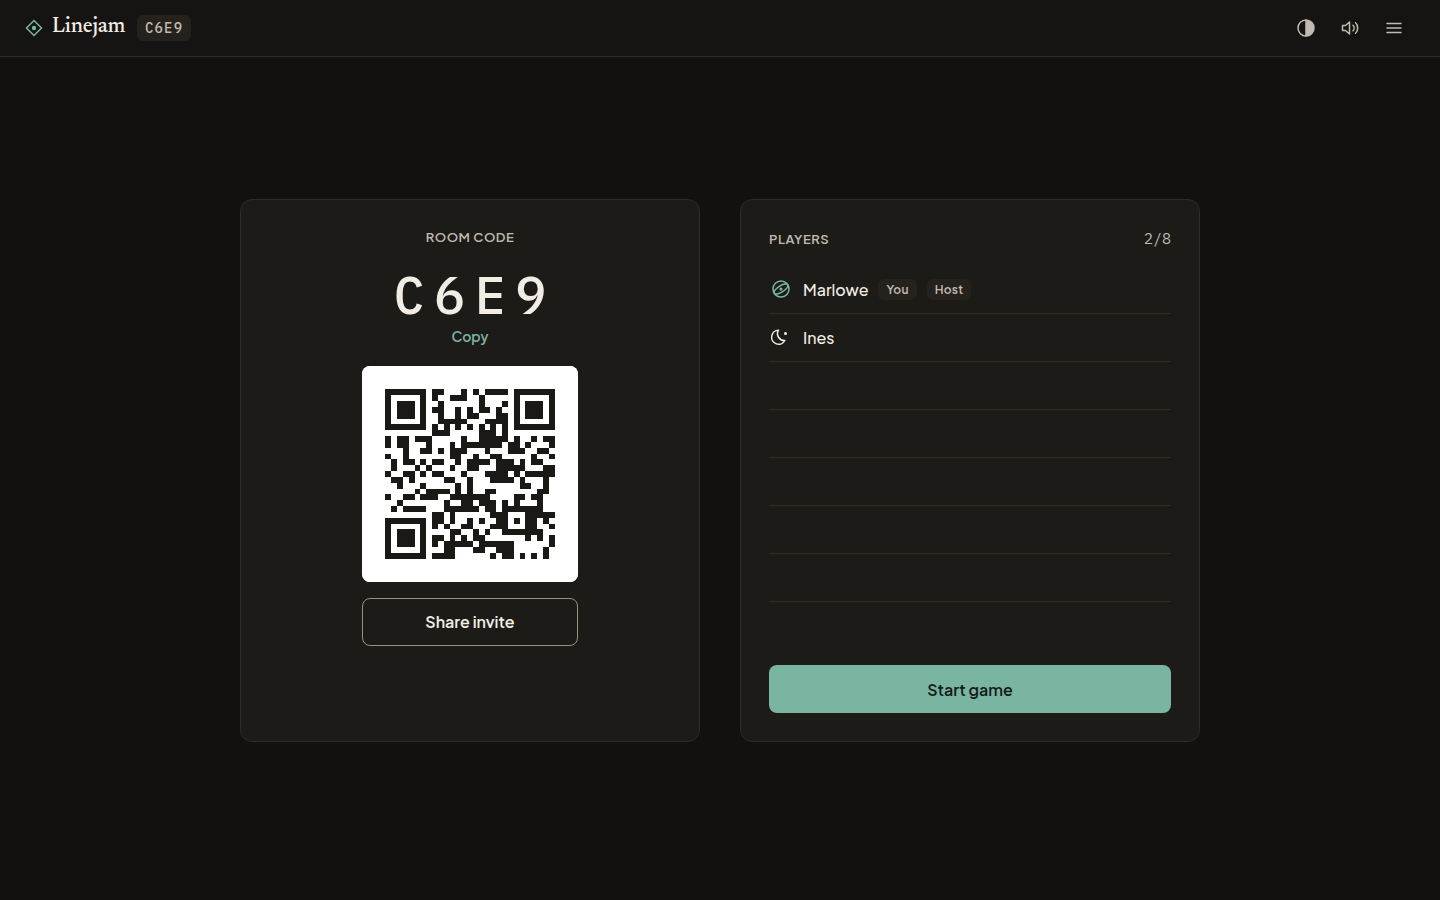 Linejam C6E9
ROOM CODE
C6E9
Copy
Share invite
PLAYERS 2/8
Marlowe You Host
Ines
Start game